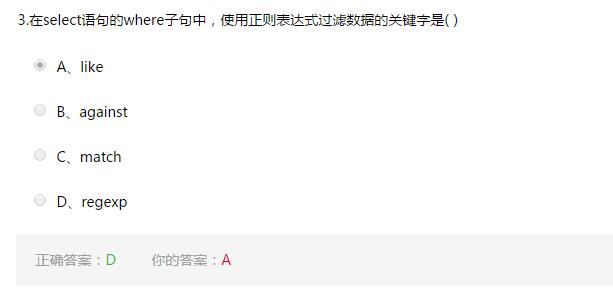 3.在select语句的where子句中，使用正则表达式过滤数据的关键字是( )
A、like
B、against
C、match
D、regexp
正确答案：D 你的答案：A